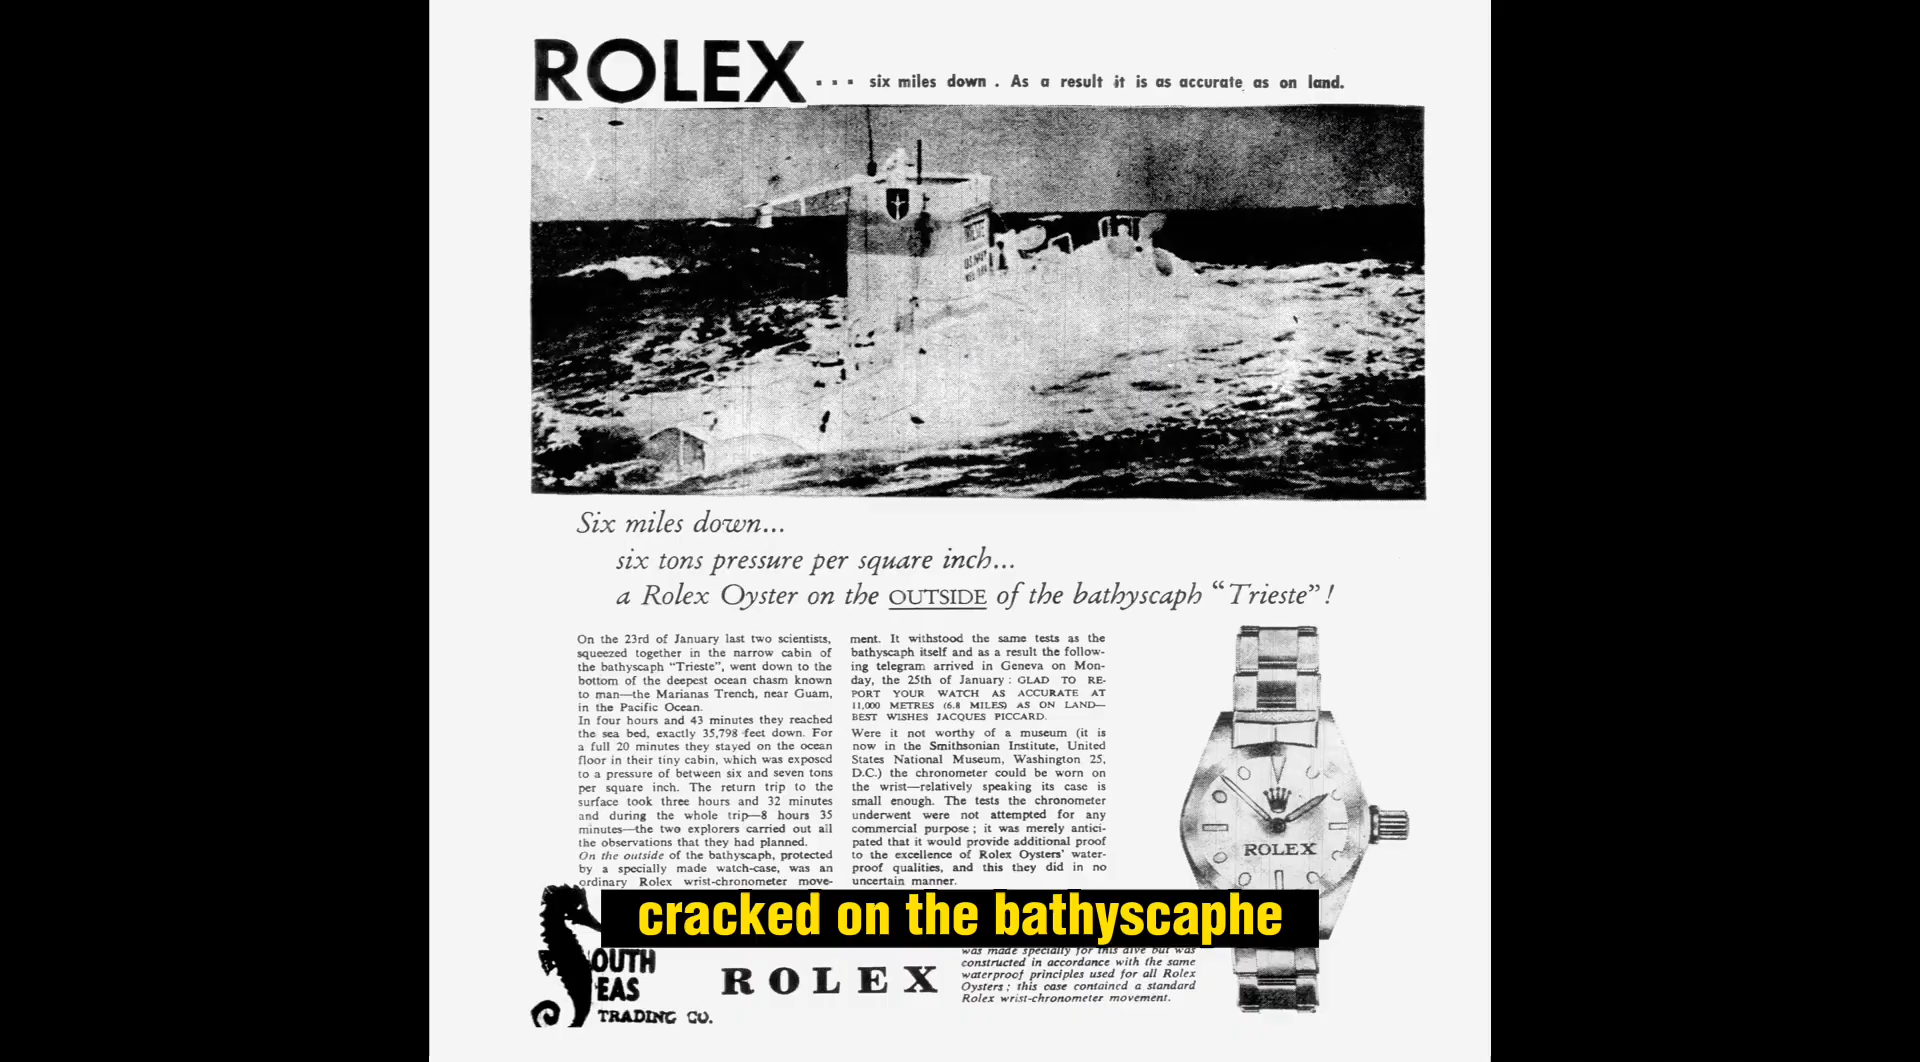 ROLEX ... six miles down . As a result it is as accurate as on land.
TRIESTE
U.S. NAVY
Six miles down...
six tons pressure per square inch...
a Rolex Oyster on the OUTSIDE of the bathyscaph “Trieste”!
On the 23rd of January last two scientists,
squeezed together in the narrow cabin of
the bathyscaph “Trieste”, went down to the
bottom of the deepest ocean chasm known
to man—the Marianas Trench, near Guam,
in the Pacific Ocean.
In four hours and 43 minutes they reached
the sea bed, exactly 35,798 feet down. For
a full 20 minutes they stayed on the ocean
floor in their tiny cabin, which was exposed
to a pressure of between six and seven tons
per square inch. The return trip to the
surface took three hours and 32 minutes
and during the whole trip—8 hours 35
minutes—the two explorers carried out all
the observations that they had planned.
On the outside of the bathyscaph, protected
by a specially made watch-case, was an
ordinary Rolex wrist-chronometer move-
ment. It withstood the same tests as the
bathyscaph itself and as a result the follow-
ing telegram arrived in Geneva on Mon-
day, the 25th of January : GLAD TO RE-
PORT YOUR WATCH AS ACCURATE AT
11,000 METRES (6.8 MILES) AS ON LAND—
BEST WISHES JACQUES PICCARD.
Were it not worthy of a museum (it is
now in the Smithsonian Institute, United
States National Museum, Washington 25,
D.C.) the chronometer could be worn on
the wrist—relatively speaking its case is
small enough. The tests the chronometer
underwent were not attempted for any
commercial purpose ; it was merely antici-
pated that it would provide additional proof
to the excellence of Rolex Oysters’ water-
proof qualities, and this they did in no
uncertain manner.
ROLEX
cracked on the bathyscaphe
OUTH
EAS
TRADING CO.
ROLEX
was made specially for this dive but was
constructed in accordance with the same
waterproof principles used for all Rolex
Oysters ; this case contained a standard
Rolex wrist-chronometer movement.